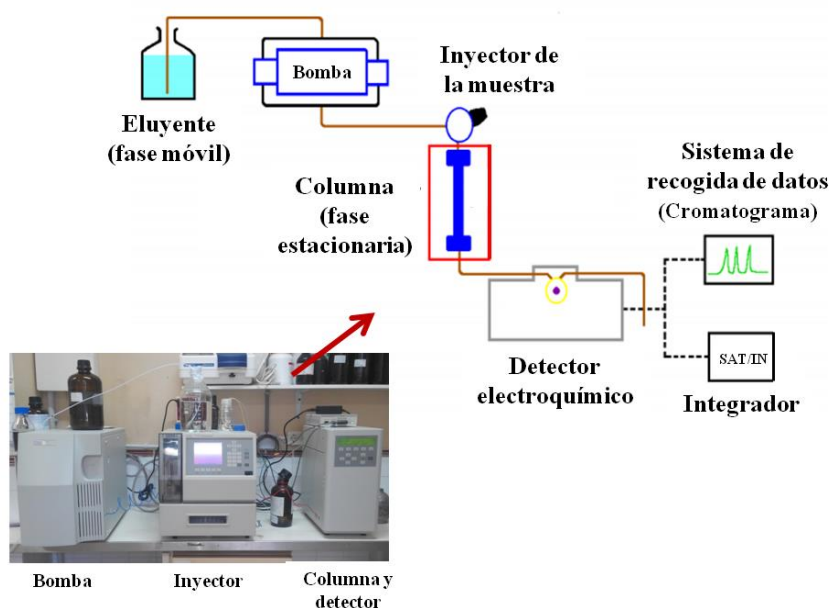 Bomba
Inyector de
la muestra
Eluyente
(fase móvil)
Sistema de
recogida de datos
(Cromatograma)
Columna
(fase
estacionaria)
Detector
electroquímico
SAT/IN
Integrador
Bomba
Inyector
Columna y
detector